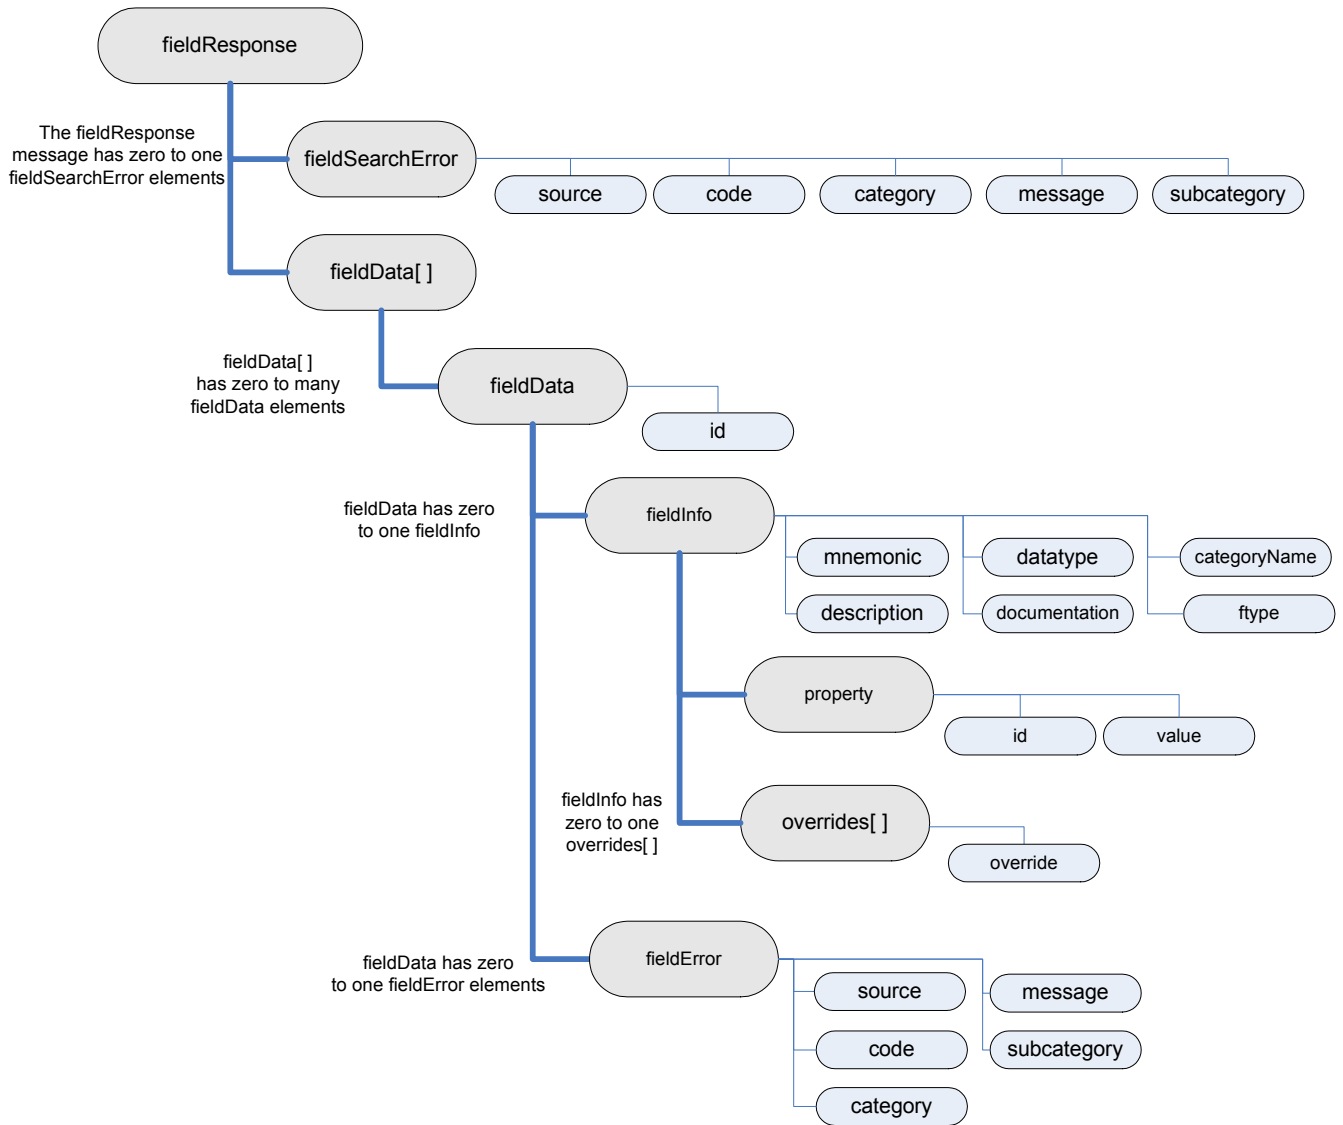 fieldResponse
The fieldResponse
message has zero to one
fieldSearchError elements
fieldSearchError
source
code
category
message
subcategory
fieldData[ ]
fieldData[ ]
has zero to many
fieldData elements
fieldData
id
fieldData has zero
to one fieldInfo
fieldInfo
mnemonic
datatype
categoryName
description
documentation
ftype
property
id
value
fieldInfo has
zero to one
overrides[ ]
overrides[ ]
override
fieldData has zero
to one fieldError elements
fieldError
source
message
code
subcategory
category